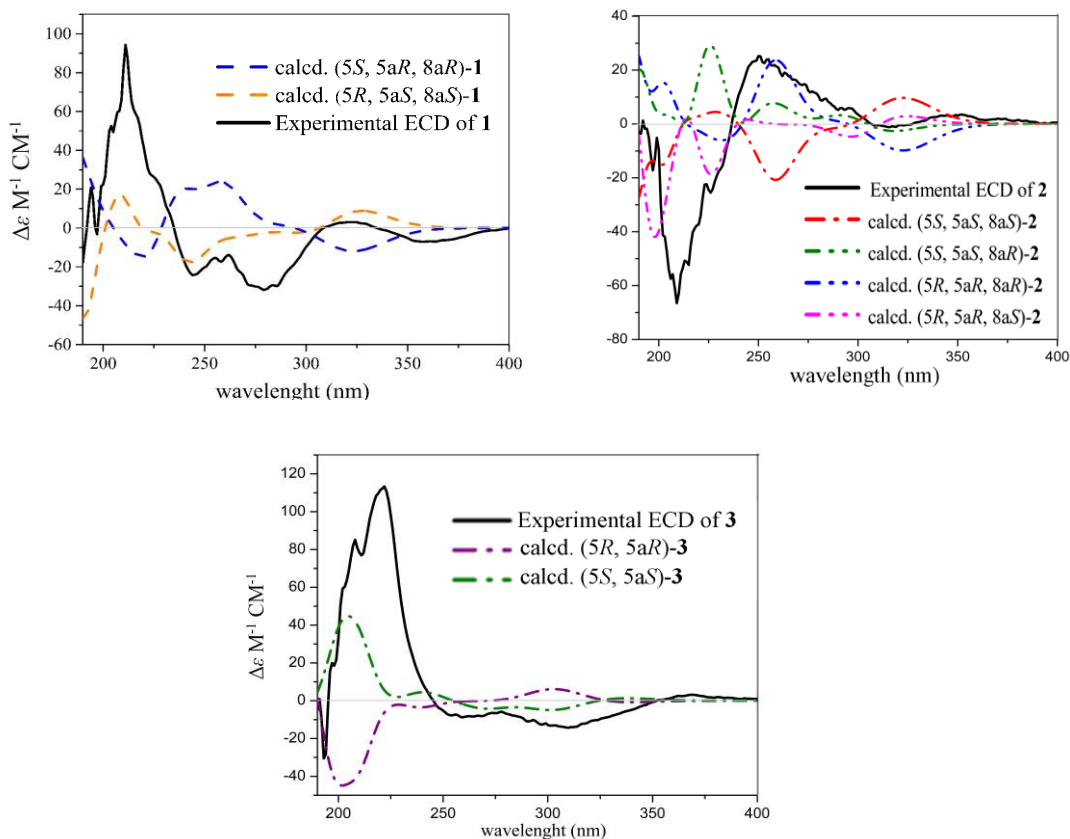 100
80
60
40
20
0
-20
-40
-60
Δε M⁻¹ CM⁻¹
calcd. (5S, 5aR, 8aR)-1
calcd. (5R, 5aS, 8aS)-1
Experimental ECD of 1
200 250 300 350 400
wavelenght (nm)
40
20
0
-20
-40
-60
-80
Experimental ECD of 2
calcd. (5S, 5aS, 8aS)-2
calcd. (5S, 5aS, 8aR)-2
calcd. (5R, 5aR, 8aR)-2
calcd. (5R, 5aR, 8aS)-2
200 250 300 350 400
wavelength (nm)
120
100
80
60
40
20
0
-20
-40
Δε M⁻¹ CM⁻¹
Experimental ECD of 3
calcd. (5R, 5aR)-3
calcd. (5S, 5aS)-3
200 250 300 350 400
wavelenght (nm)